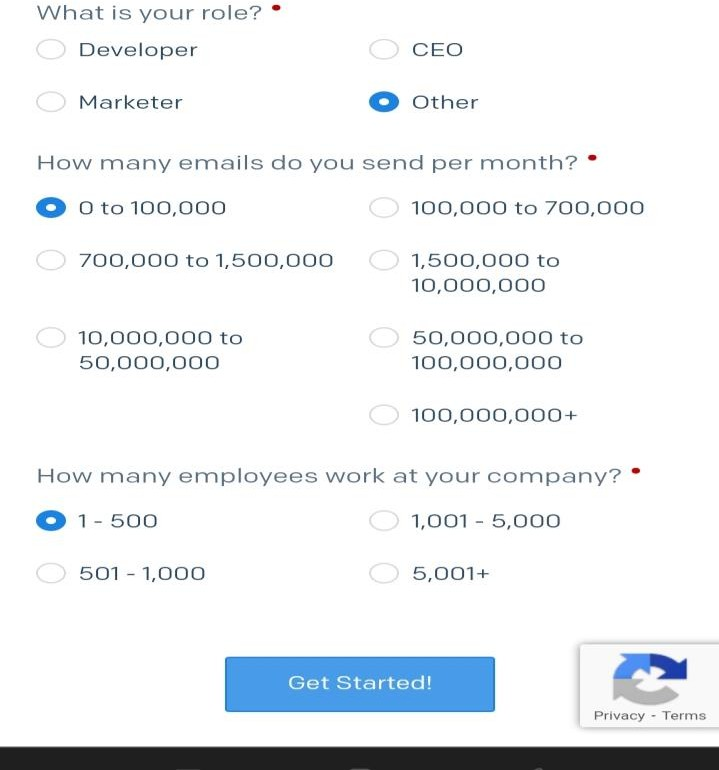 What is your role? •
Developer
CEO
Marketer
Other
How many emails do you send per month? •
0 to 100,000
100,000 to 700,000
700,000 to 1,500,000
1,500,000 to
10,000,000
10,000,000 to
50,000,000
50,000,000 to
100,000,000
100,000,000+
How many employees work at your company? •
1 - 500
1,001 - 5,000
501 - 1,000
5,001+
Get Started!
Privacy - Terms